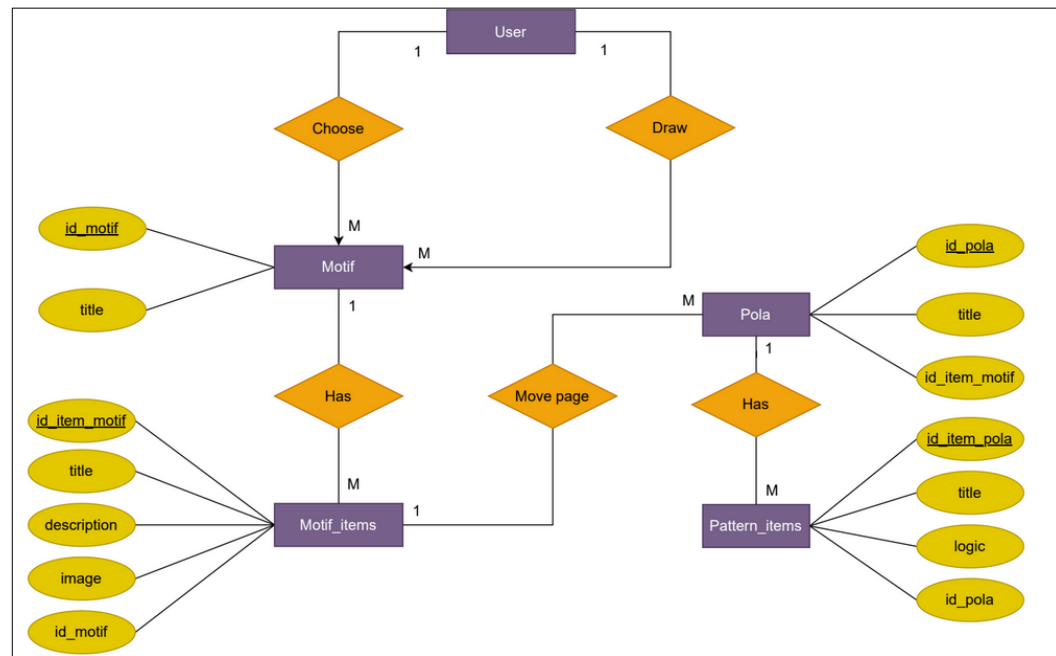 User
1
1
Choose
Draw
M
M
id_motif
Motif
title
1
id_pola
M
Pola
title
1
id_item_motif
Has
Move page
Has
id_item_motif
title
description
image
id_motif
M
Motif_items
1
M
Pattern_items
id_item_pola
title
logic
id_pola